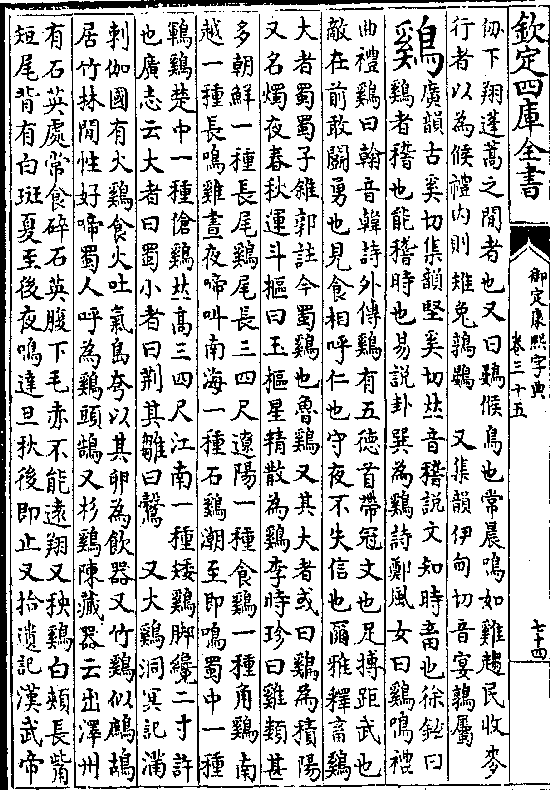 欽定四庫全書
御定康熙字典
卷三十五
七十四
翁下翔蓬蒿之間者也又曰鷃候鳥也常晨鳴如雞趨民收麥
行者以為候禮内則雉兔鶉鷃　又集韻伊甸切音宴鶉屬
鷄廣韻古奚切集韻堅奚切𠀤音稽説文知時畜也徐鉉曰
鷄者稽也能稽時也易説卦巽為鷄詩鄭風女曰鷄鳴禮
曲禮鷄曰翰音韓詩外傳鷄有五德首帶冠文也足搏距武也
敵在前敢鬬勇也見食相呼仁也守夜不失信也爾雅釋畜鷄
大者蜀蜀子雓郭註今蜀鷄也魯鷄又其大者或曰鷄為積陽
又名燭夜春秋運斗樞曰玉樞星精散為鷄李時珍曰雞類甚
多朝鮮一種長尾鷄尾長三四尺遼陽一種食鷄一種角鷄南
越一種長鳴雞晝夜啼叫南海一種石鷄潮至即鳴蜀中一種
鶤鷄楚中一種傖鷄𠀤高三四尺江南一種矮鷄脚纔二寸許
也廣志云大者曰蜀小者曰荆其雛曰鷇　又大鷄洞冥記滿
剌伽國有火鷄食火吐氣鳥夸以其卵為飲器又竹鷄似鷓鴣
居竹林間性好啼蜀人呼為鷄頭鶻又杉鷄陳藏器云出澤州
有石英處常食碎石英腹下毛赤不能遠翔又秧鷄白頰長觜
短尾背有白斑夏至後夜鳴達旦秋後即止又拾遺記漢武帝